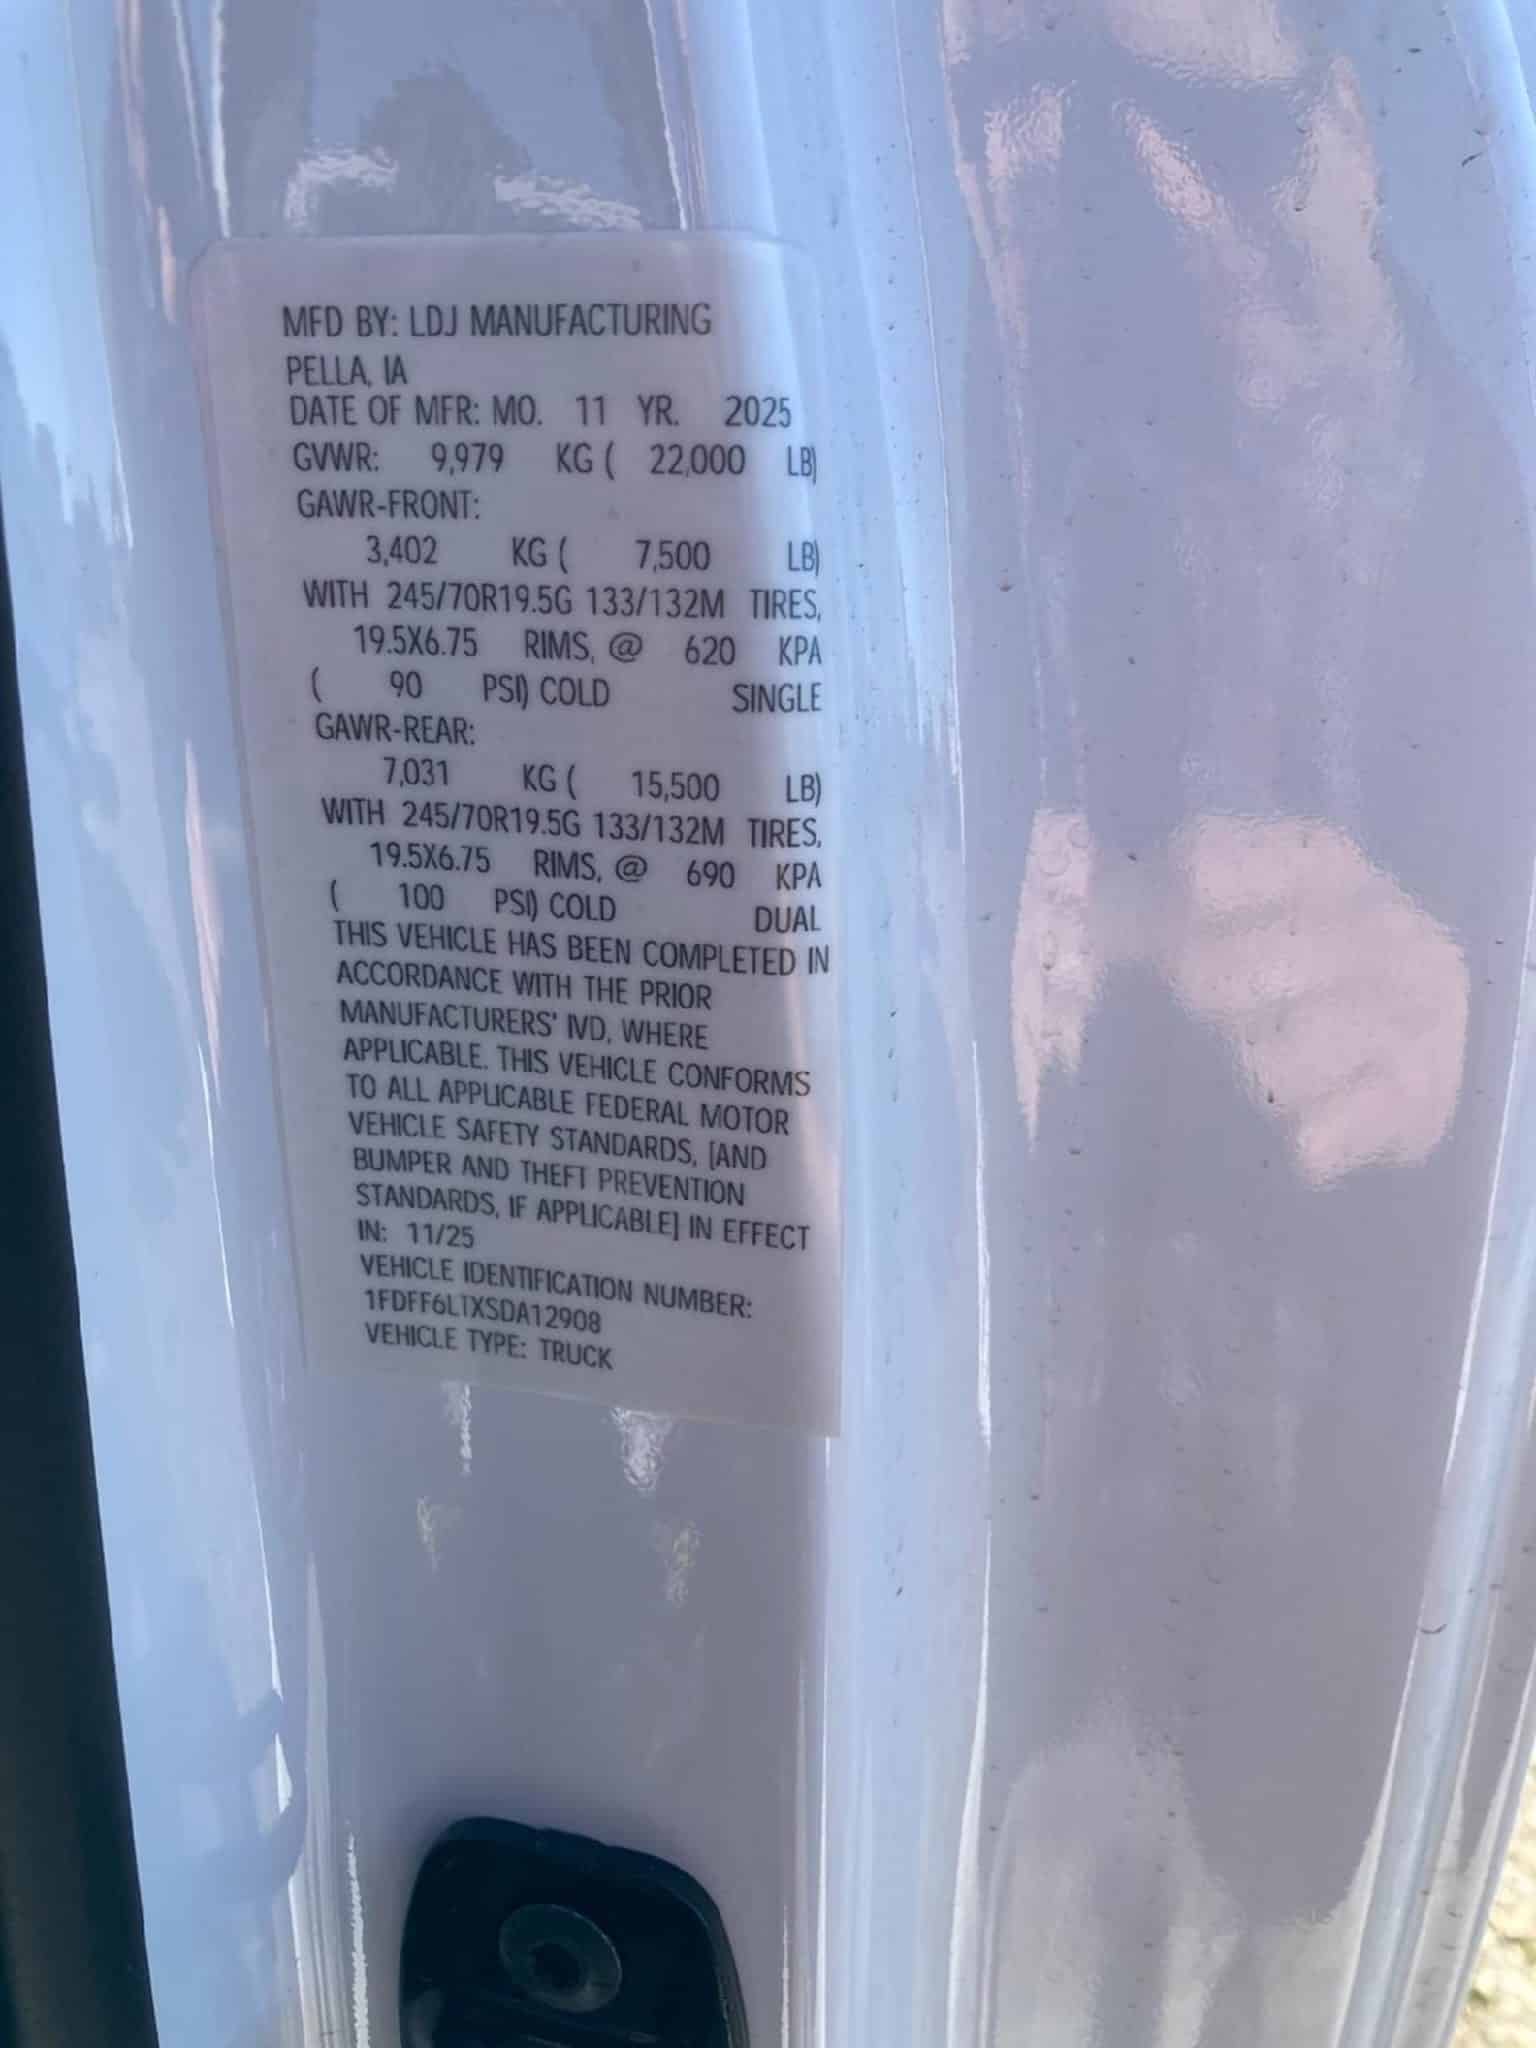 MFD BY: LDJ MANUFACTURING
PELLA, IA
DATE OF MFR: MO. 11 YR. 2025
GVWR: 9,979 KG ( 22,000 LB)
GAWR-FRONT:
3,402 KG ( 7,500 LB)
WITH 245/70R19.5G 133/132M TIRES,
19.5X6.75 RIMS, @ 620 KPA
( 90 PSI) COLD SINGLE
GAWR-REAR:
7,031 KG ( 15,500 LB)
WITH 245/70R19.5G 133/132M TIRES,
19.5X6.75 RIMS, @ 690 KPA
( 100 PSI) COLD DUAL
THIS VEHICLE HAS BEEN COMPLETED IN
ACCORDANCE WITH THE PRIOR
MANUFACTURERS' IVD, WHERE
APPLICABLE. THIS VEHICLE CONFORMS
TO ALL APPLICABLE FEDERAL MOTOR
VEHICLE SAFETY STANDARDS, [AND
BUMPER AND THEFT PREVENTION
STANDARDS, IF APPLICABLE] IN EFFECT
IN: 11/25
VEHICLE IDENTIFICATION NUMBER:
1FDFF6LTXSDA12908
VEHICLE TYPE: TRUCK